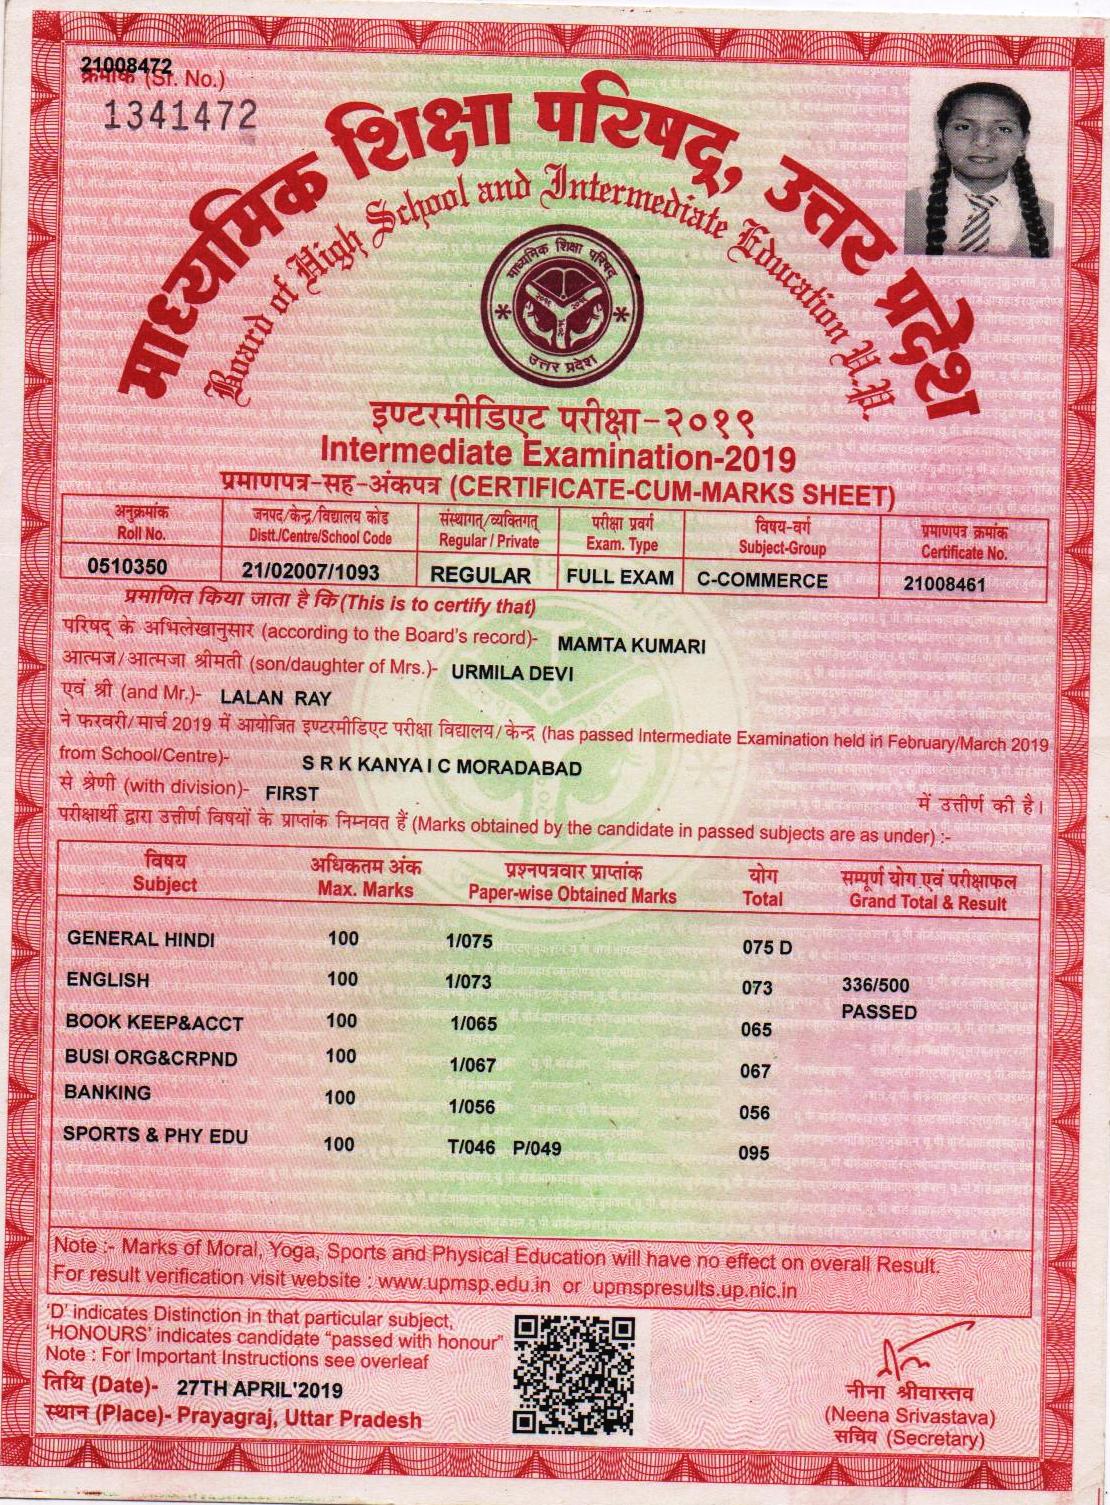 21008472
क्रमांक (Sr. No.)
1341472
माध्यमिक शिक्षा परिषद्, उत्तर प्रदेश
Board of High School and Intermediate Education U.P.
माध्यमिक शिक्षा परिषद्
उत्तर प्रदेश
इण्टरमीडिएट परीक्षा-२०१९
Intermediate Examination-2019
प्रमाणपत्र-सह-अंकपत्र (CERTIFICATE-CUM-MARKS SHEET)
अनुक्रमांक जनपद/केन्द्र/विद्यालय कोड संस्थागत्/व्यक्तिगत् परीक्षा प्रवर्ग विषय-वर्ग प्रमाणपत्र क्रमांक
Roll No. Distt./Centre/School Code Regular / Private Exam. Type Subject-Group Certificate No.
0510350 21/02007/1093 REGULAR FULL EXAM C-COMMERCE 21008461
प्रमाणित किया जाता है कि (This is to certify that)
परिषद् के अभिलेखानुसार (according to the Board's record)- MAMTA KUMARI
आत्मज/आत्मजा श्रीमती (son/daughter of Mrs.)- URMILA DEVI
एवं श्री (and Mr.)- LALAN RAY
ने फरवरी/मार्च 2019 में आयोजित इण्टरमीडिएट परीक्षा विद्यालय/केन्द्र (has passed Intermediate Examination held in February/March 2019
from School/Centre)- S R K KANYA I C MORADABAD
से श्रेणी (with division)- FIRST में उत्तीर्ण की है।
परीक्षार्थी द्वारा उत्तीर्ण विषयों के प्राप्तांक निम्नवत हैं (Marks obtained by the candidate in passed subjects are as under) :-
विषय अधिकतम अंक प्रश्नपत्रवार प्राप्तांक योग सम्पूर्ण योग एवं परीक्षाफल
Subject Max. Marks Paper-wise Obtained Marks Total Grand Total & Result
GENERAL HINDI 100 1/075 075 D
ENGLISH 100 1/073 073 336/500
PASSED
BOOK KEEP&ACCT 100 1/065 065
BUSI ORG&CRPND 100 1/067 067
BANKING 100 1/056 056
SPORTS & PHY EDU 100 T/046 P/049 095
Note :- Marks of Moral, Yoga, Sports and Physical Education will have no effect on overall Result.
For result verification visit website : www.upmsp.edu.in or upmspresults.up.nic.in
'D' indicates Distinction in that particular subject,
'HONOURS' indicates candidate "passed with honour"
Note : For Important Instructions see overleaf
तिथि (Date)- 27TH APRIL'2019
स्थान (Place)- Prayagraj, Uttar Pradesh
नीना श्रीवास्तव
(Neena Srivastava)
सचिव (Secretary)